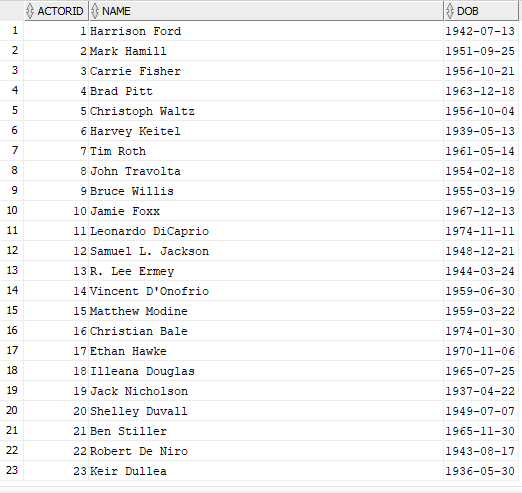 ACTORID NAME DOB
1 1 Harrison Ford 1942-07-13
2 2 Mark Hamill 1951-09-25
3 3 Carrie Fisher 1956-10-21
4 4 Brad Pitt 1963-12-18
5 5 Christoph Waltz 1956-10-04
6 6 Harvey Keitel 1939-05-13
7 7 Tim Roth 1961-05-14
8 8 John Travolta 1954-02-18
9 9 Bruce Willis 1955-03-19
10 10 Jamie Foxx 1967-12-13
11 11 Leonardo DiCaprio 1974-11-11
12 12 Samuel L. Jackson 1948-12-21
13 13 R. Lee Ermey 1944-03-24
14 14 Vincent D'Onofrio 1959-06-30
15 15 Matthew Modine 1959-03-22
16 16 Christian Bale 1974-01-30
17 17 Ethan Hawke 1970-11-06
18 18 Illeana Douglas 1965-07-25
19 19 Jack Nicholson 1937-04-22
20 20 Shelley Duvall 1949-07-07
21 21 Ben Stiller 1965-11-30
22 22 Robert De Niro 1943-08-17
23 23 Keir Dullea 1936-05-30